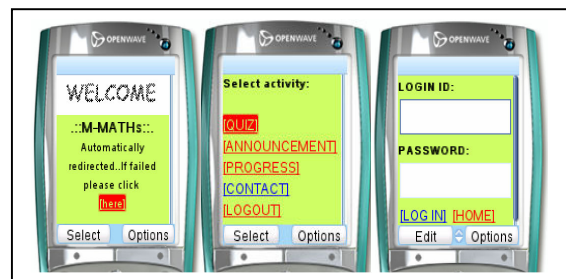 OPENWAVE
WELCOME
.::M-MATHs::.
Automatically
redirected..If failed
please click
[here]
Select Options
OPENWAVE
Select activity:
[QUIZ]
[ANNOUNCEMENT]
[PROGRESS]
[CONTACT]
[LOGOUT]
Select Options
OPENWAVE
LOGIN ID:
PASSWORD:
[LOG IN] [HOME]
Edit Options